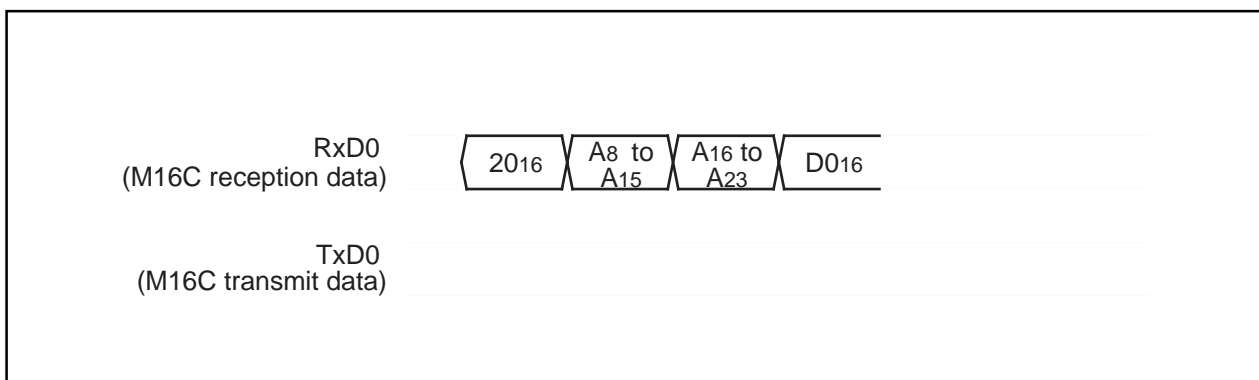 RxD0
(M16C reception data)
2016
A8 to
A15
A16 to
A23
D016
TxD0
(M16C transmit data)